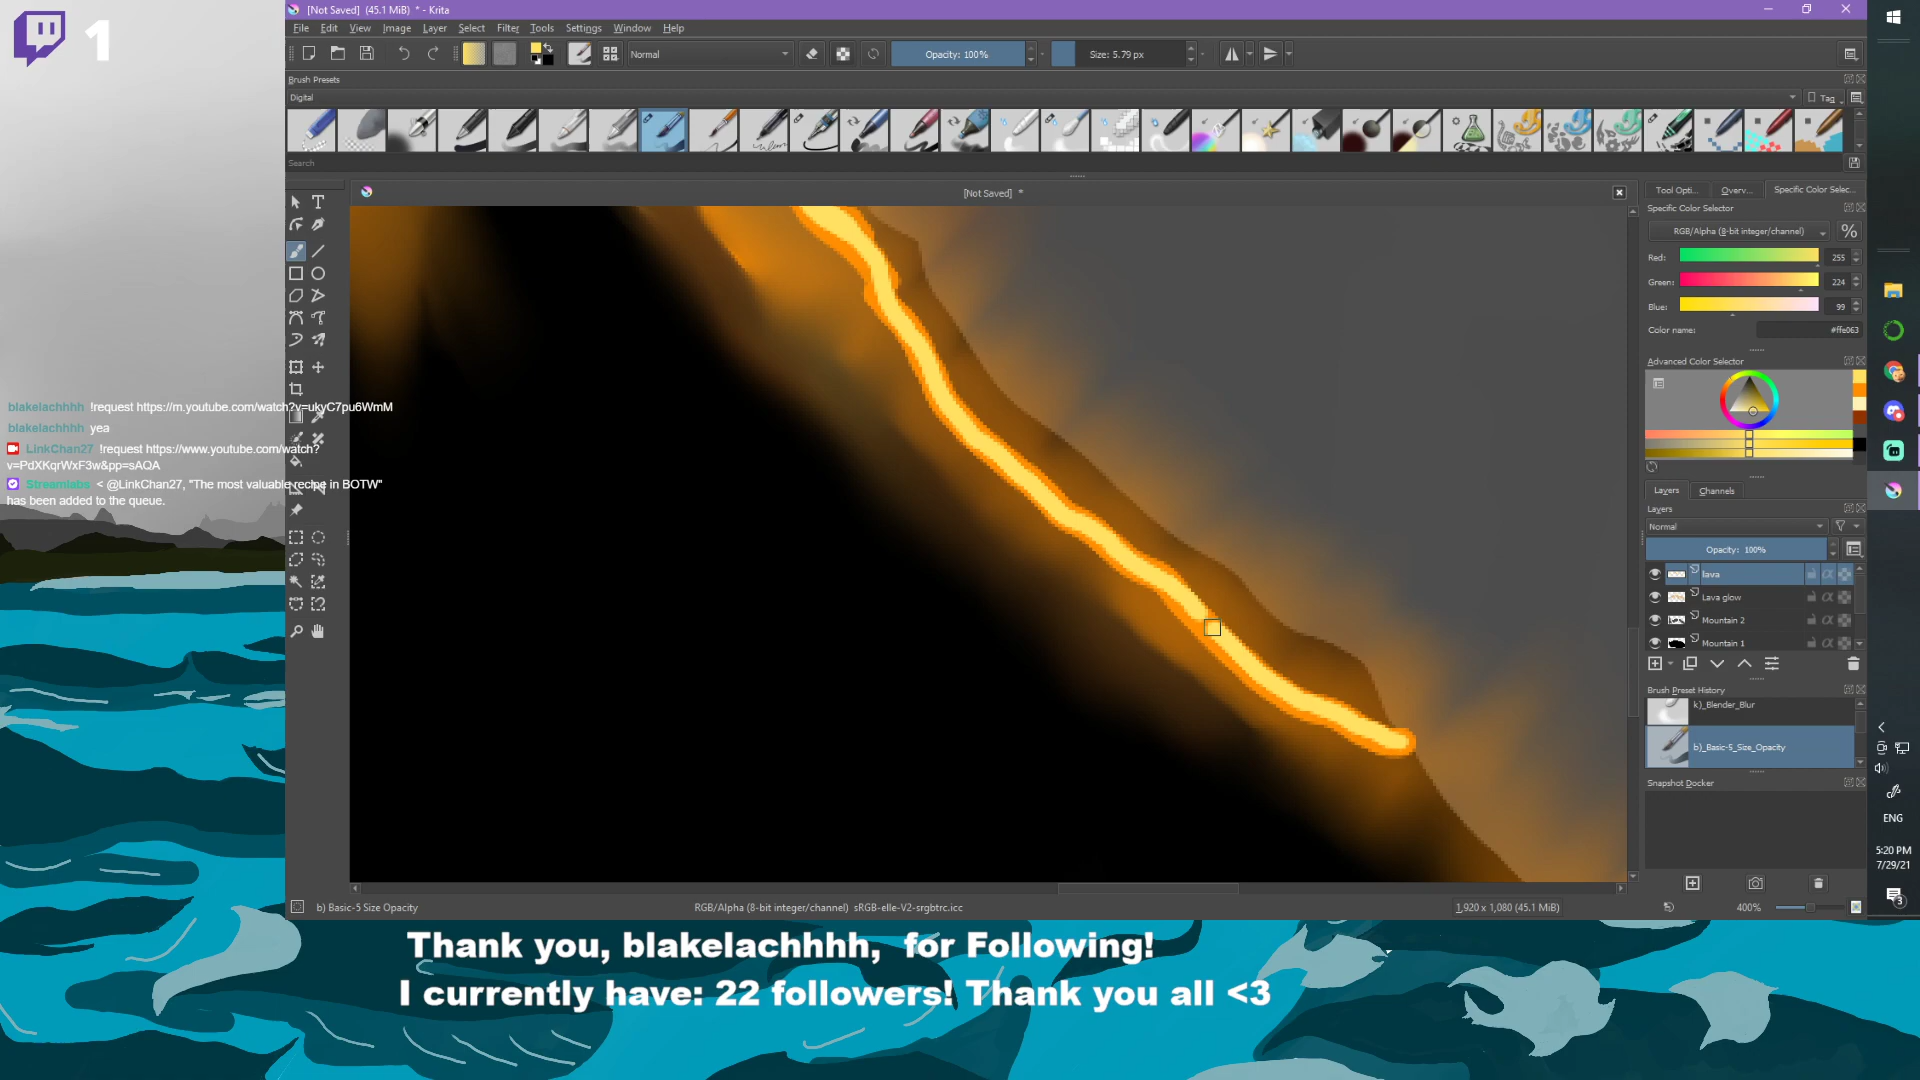 1
[Not Saved] (45.1 MiB) * - Krita
File Edit View Image Layer Select Filter Tools Settings Window Help
Normal
Opacity: 100%
Size: 5.79 px
Brush Presets
Digital
Tag
Search
[Not Saved] *
Tool Opti...
Overv...
Specific Color Selec...
Specific Color Selector
RGB/Alpha (8-bit integer/channel)
%
Red: 255
Green: 224
Blue: 99
Color name: #ffe063
Advanced Color Selector
Layers
Channels
Layers
Normal
Opacity: 100%
lava
Lava glow
Mountain 2
Mountain 1
Brush Preset History
k)_Blender_Blur
b)_Basic-5_Size_Opacity
Snapshot Docker
blakelachhhh !request https://m.youtube.com/watch?v=ukyC7pu6WmM
blakelachhhh yea
LinkChan27 !request https://www.youtube.com/watch?
v=PdXKqrWxF3w&pp=sAQA
Streamlabs < @LinkChan27, "The most valuable recipe in BOTW"
has been added to the queue.
b) Basic-5 Size Opacity
RGB/Alpha (8-bit integer/channel) sRGB-elle-V2-srgbtrc.icc
1,920 x 1,080 (45.1 MiB)
400%
ENG
5:20 PM
7/29/21
3
Thank you, blakelachhhh, for Following!
I currently have: 22 followers! Thank you all <3